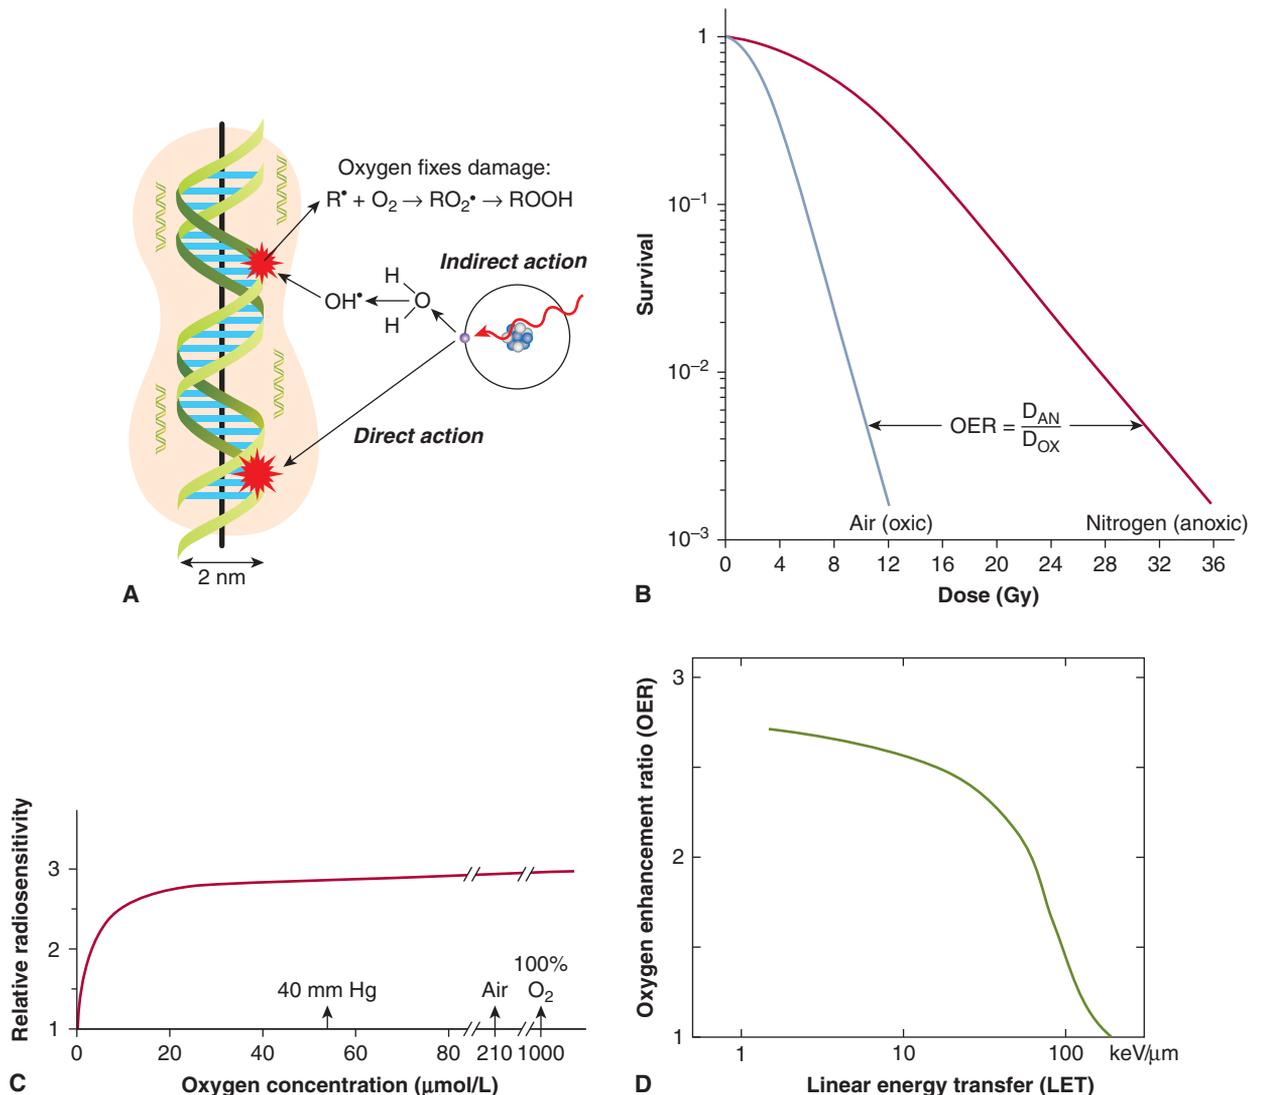 Oxygen fixes damage:
R• + O₂ → RO₂• → ROOH
Indirect action
H
OH• O
H
Direct action
2 nm
A
Survival
1
10⁻¹
10⁻²
10⁻³
OER = D_AN / D_OX
Air (oxic)
Nitrogen (anoxic)
0 4 8 12 16 20 24 28 32 36
Dose (Gy)
B
Relative radiosensitivity
3
2
1
100%
40 mm Hg Air O₂
0 20 40 60 80 210 1000
Oxygen concentration (μmol/L)
C
Oxygen enhancement ratio (OER)
3
2
1
1 10 100 keV/μm
Linear energy transfer (LET)
D